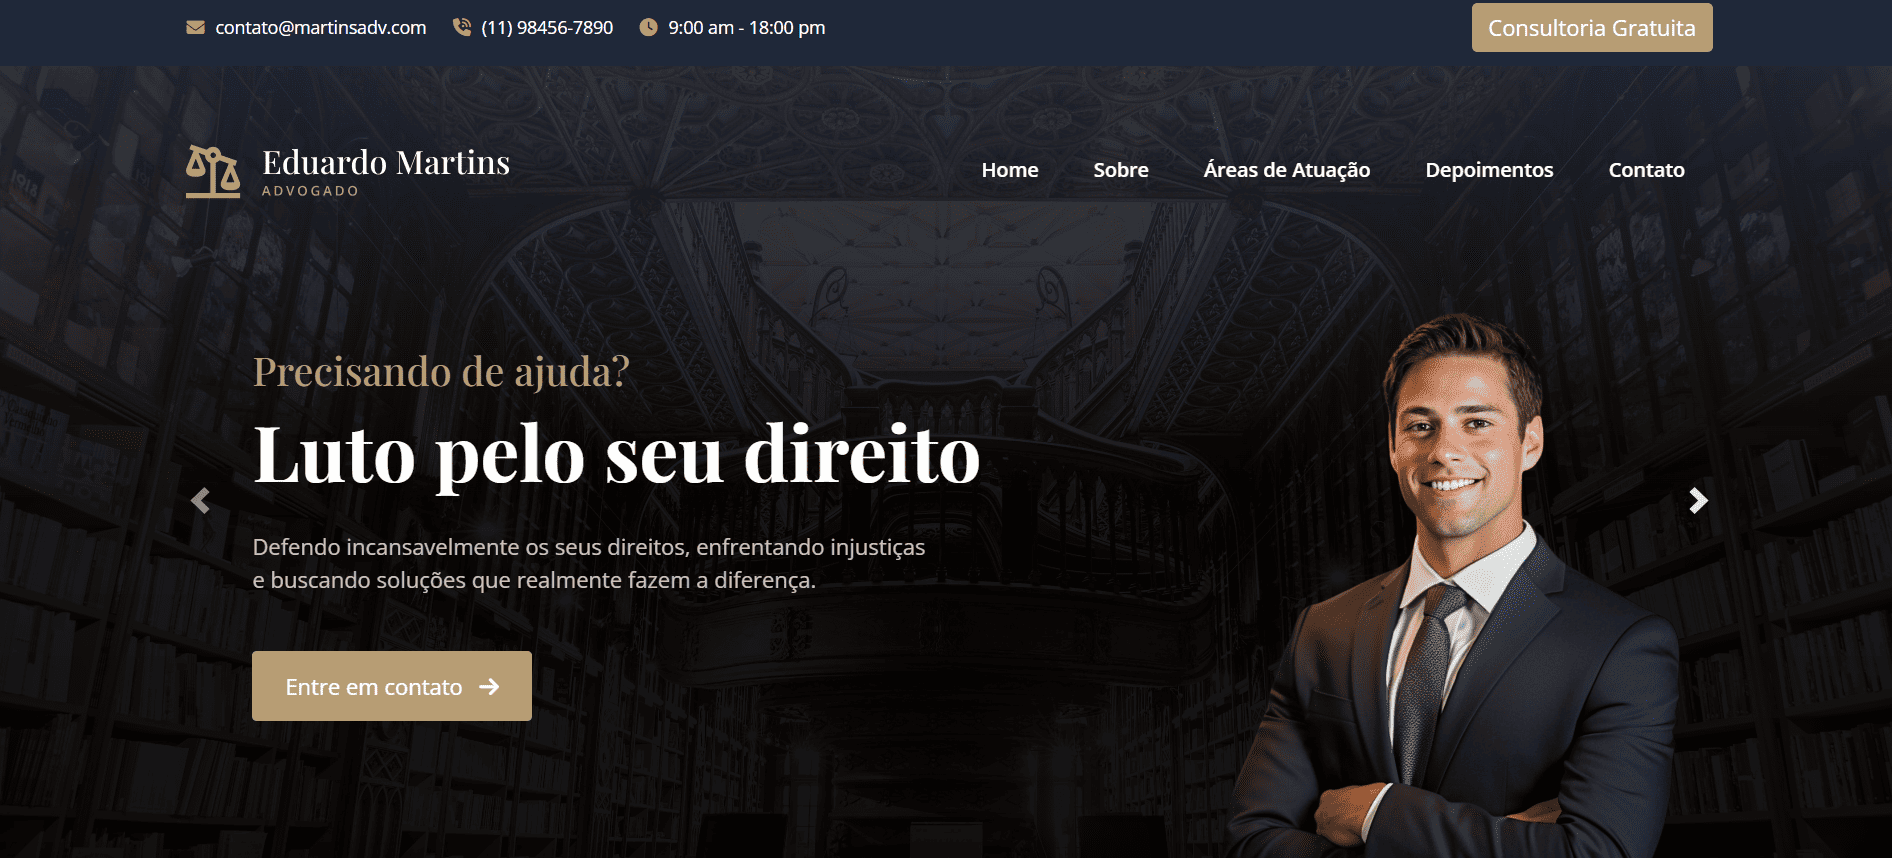 contato@martinsadv.com (11) 98456-7890 9:00 am - 18:00 pm Consultoria Gratuita
Eduardo Martins
ADVOGADO
Home Sobre Áreas de Atuação Depoimentos Contato
Precisando de ajuda?
Luto pelo seu direito
Defendo incansavelmente os seus direitos, enfrentando injustiças
e buscando soluções que realmente fazem a diferença.
Entre em contato